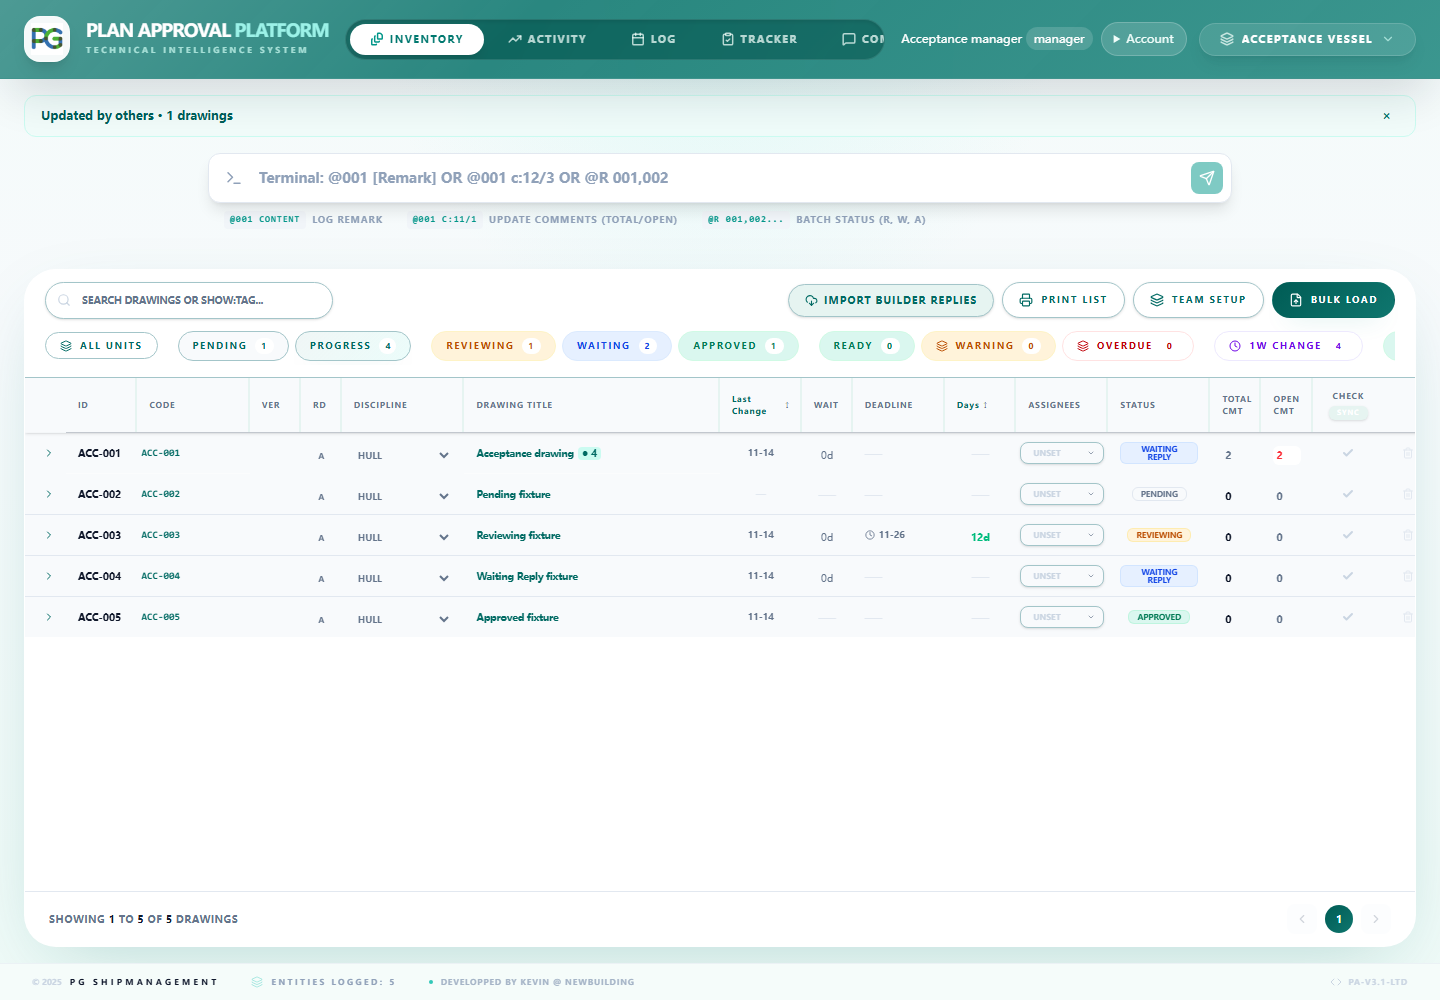 PG PLAN APPROVAL PLATFORM
TECHNICAL INTELLIGENCE SYSTEM
INVENTORY ACTIVITY LOG TRACKER Acceptance manager manager Account ACCEPTANCE VESSEL
Updated by others • 1 drawings ×
Terminal: @001 [Remark] OR @001 c:12/3 OR @R 001,002
@001 CONTENT LOG REMARK @001 C:11/1 UPDATE COMMENTS (TOTAL/OPEN) @R 001,002... BATCH STATUS (R, W, A)
SEARCH DRAWINGS OR SHOW:TAG... IMPORT BUILDER REPLIES PRINT LIST TEAM SETUP BULK LOAD
ALL UNITS PENDING 1 PROGRESS 4 REVIEWING 1 WAITING 2 APPROVED 1 READY 0 WARNING 0 OVERDUE 0 1W CHANGE 4
ID CODE VER RD DISCIPLINE DRAWING TITLE Last Change ↕ WAIT DEADLINE Days ↕ ASSIGNEES STATUS TOTAL CMT OPEN CMT CHECK SYNC
ACC-001 ACC-001 A HULL Acceptance drawing • 4 11-14 0d — — UNSET WAITING REPLY 2 2
ACC-002 ACC-002 A HULL Pending fixture — — — — UNSET PENDING 0 0
ACC-003 ACC-003 A HULL Reviewing fixture 11-14 0d 11-26 12d UNSET REVIEWING 0 0
ACC-004 ACC-004 A HULL Waiting Reply fixture 11-14 0d — — UNSET WAITING REPLY 0 0
ACC-005 ACC-005 A HULL Approved fixture 11-14 — — — UNSET APPROVED 0 0
SHOWING 1 TO 5 OF 5 DRAWINGS 1
© 2025 PG SHIPMANAGEMENT ENTITIES LOGGED: 5 • DEVELOPPED BY KEVIN @ NEWBUILDING PA-V3.1-LTD